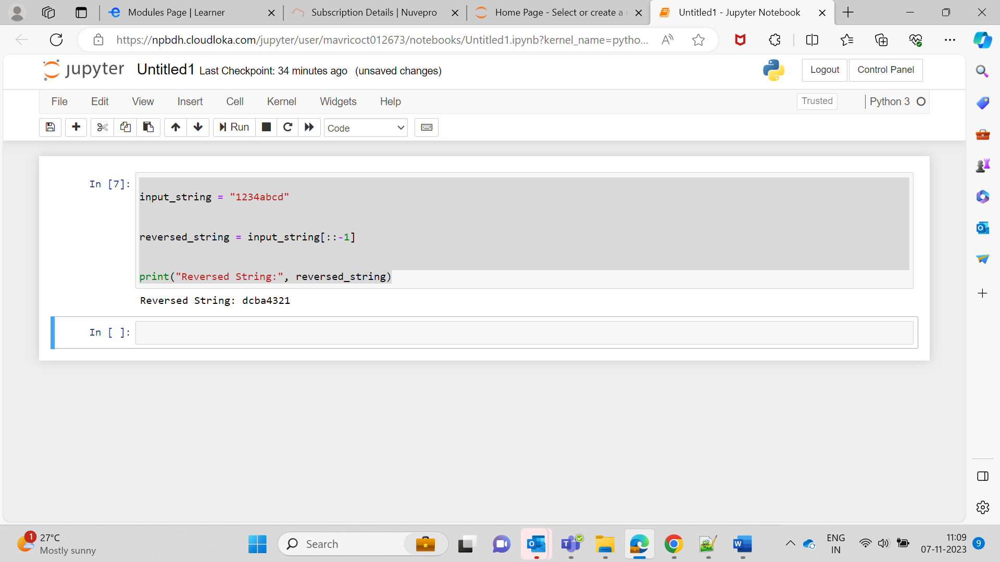 Modules Page | Learner
Subscription Details | Nuvepro
Home Page - Select or create a
Untitled1 - Jupyter Notebook
https://npbdh.cloudloka.com/jupyter/user/mavricoct012673/notebooks/Untitled1.ipynb?kernel_name=pytho...
jupyter Untitled1 Last Checkpoint: 34 minutes ago (unsaved changes)
Logout
Control Panel
File Edit View Insert Cell Kernel Widgets Help
Trusted
Python 3
Run
Code
In [7]:
input_string = "1234abcd"
reversed_string = input_string[::-1]
print("Reversed String:", reversed_string)
Reversed String: dcba4321
In [ ]:
1
27°C
Mostly sunny
Search
ENG
IN
11:09
07-11-2023
9